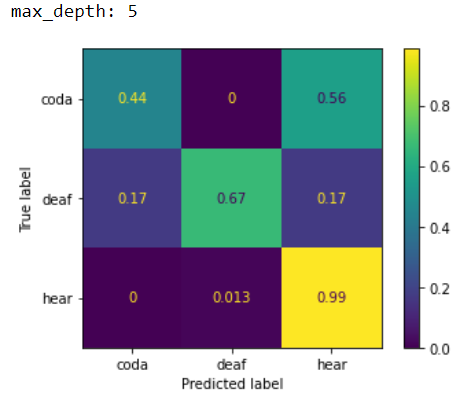 max_depth: 5
coda 0.44 0 0.56
deaf 0.17 0.67 0.17
hear 0 0.013 0.99
coda deaf hear
Predicted label
True label
0.8
0.6
0.4
0.2
0.0